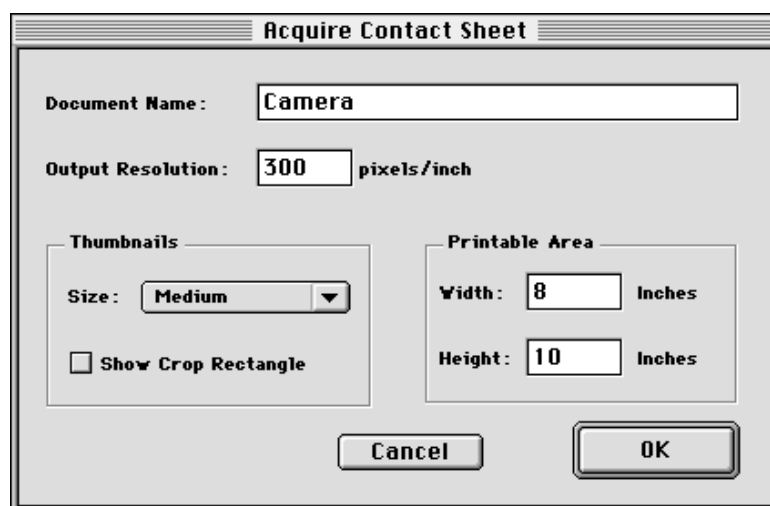 Acquire Contact Sheet
Document Name: Camera
Output Resolution: 300 pixels/inch
Thumbnails
Size: Medium
Show Crop Rectangle
Printable Area
Width: 8 Inches
Height: 10 Inches
Cancel
OK